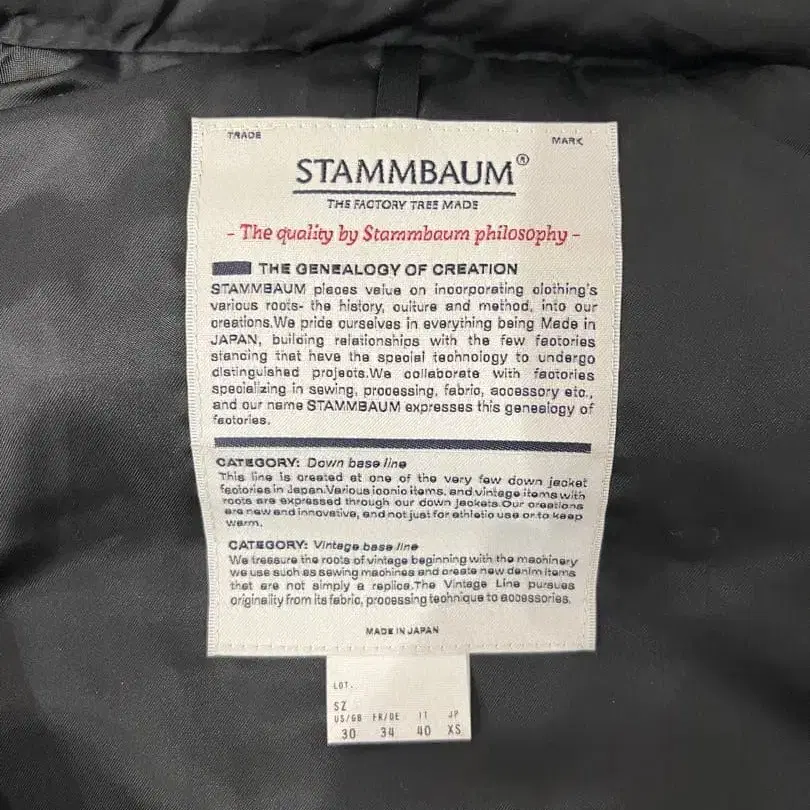 TRADE MARK
STAMMBAUM®
THE FACTORY TREE MADE
- The quality by Stammbaum philosophy -
THE GENEALOGY OF CREATION
STAMMBAUM places value on incorporating clothing's
various roots- the history, culture and method, into our
creations.We pride ourselves in everything being Made in
JAPAN, building relationships with the few factories
standing that have the special technology to undergo
distinguished projects.We collaborate with factories
specializing in sewing, processing, fabric, accessory etc.,
and our name STAMMBAUM expresses this genealogy of
factories.
CATEGORY: Down base line
This line is created at one of the very few down jacket
factories in Japan.Various iconic items, and vintage items with
roots are expressed through our down jackets.Our creations
are new and innovative, and not just for athletic use or to keep
warm.
CATEGORY: Vintage base line
We treasure the roots of vintage beginning with the machinery
we use such as sewing machines and create new denim items
that are not simply a replica.The Vintage Line pursues
originality from its fabric, processing technique to accessories.
MADE IN JAPAN
LOT.
SZ
US/GB FR/DE IT JP
30 34 40 XS